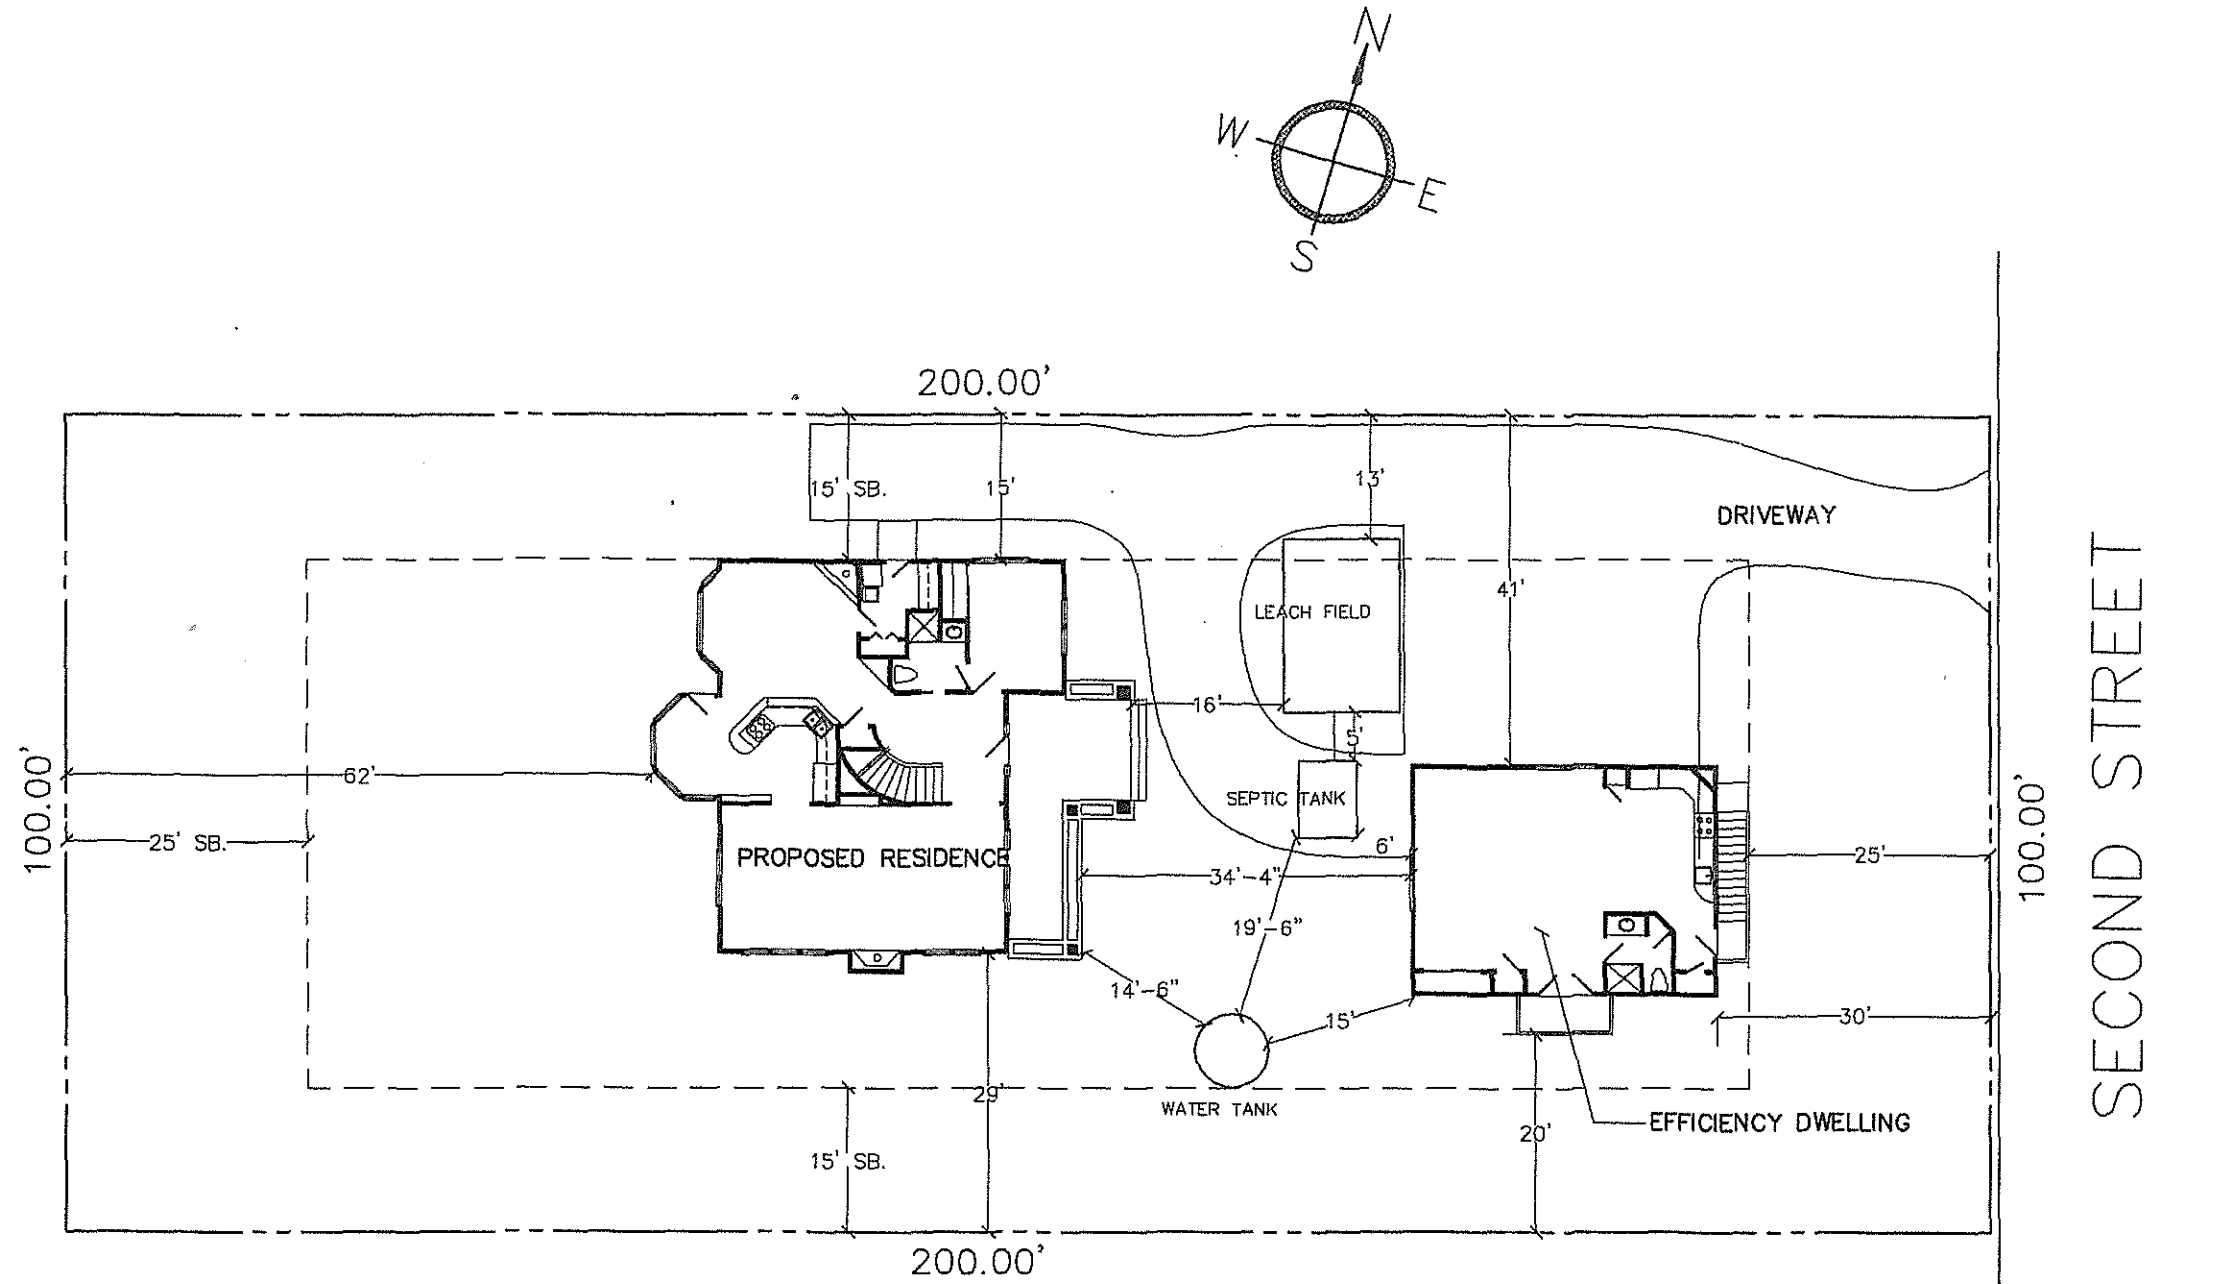 N
W
E
S
200.00'
15' SB.
15'
13'
DRIVEWAY
41'
LEACH FIELD
16'
5'
62'
SEPTIC TANK
100.00'
25' SB.
PROPOSED RESIDENCE
6'
25'
34'-4"
19'-6"
14'-6"
15'
30'
29'
WATER TANK
EFFICIENCY DWELLING
20'
15' SB.
200.00'
100.00'
SECOND STREET